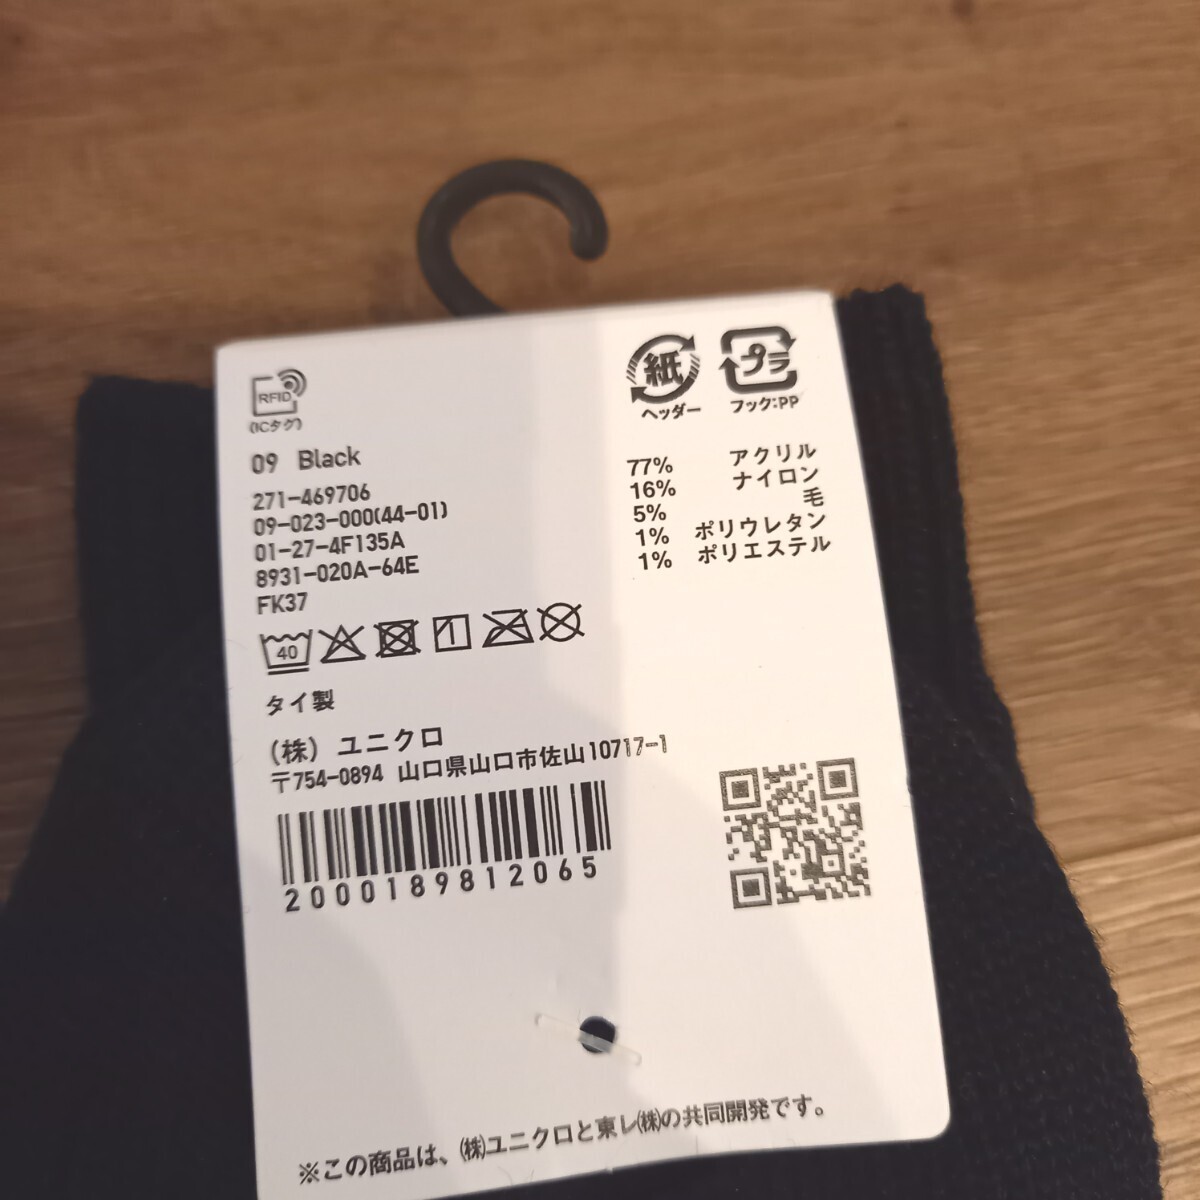 RFID
(ICタグ)
紙
ヘッダー
プラ
フック:PP
09 Black
271-469706
09-023-000(44-01)
01-27-4F135A
8931-020A-64E
FK37
77% アクリル
16% ナイロン
5% 毛
1% ポリウレタン
1% ポリエステル
40
タイ製
(株) ユニクロ
〒754-0894 山口県山口市佐山10717-1
2000189812065
※この商品は、(株)ユニクロと東レ(株)の共同開発です。